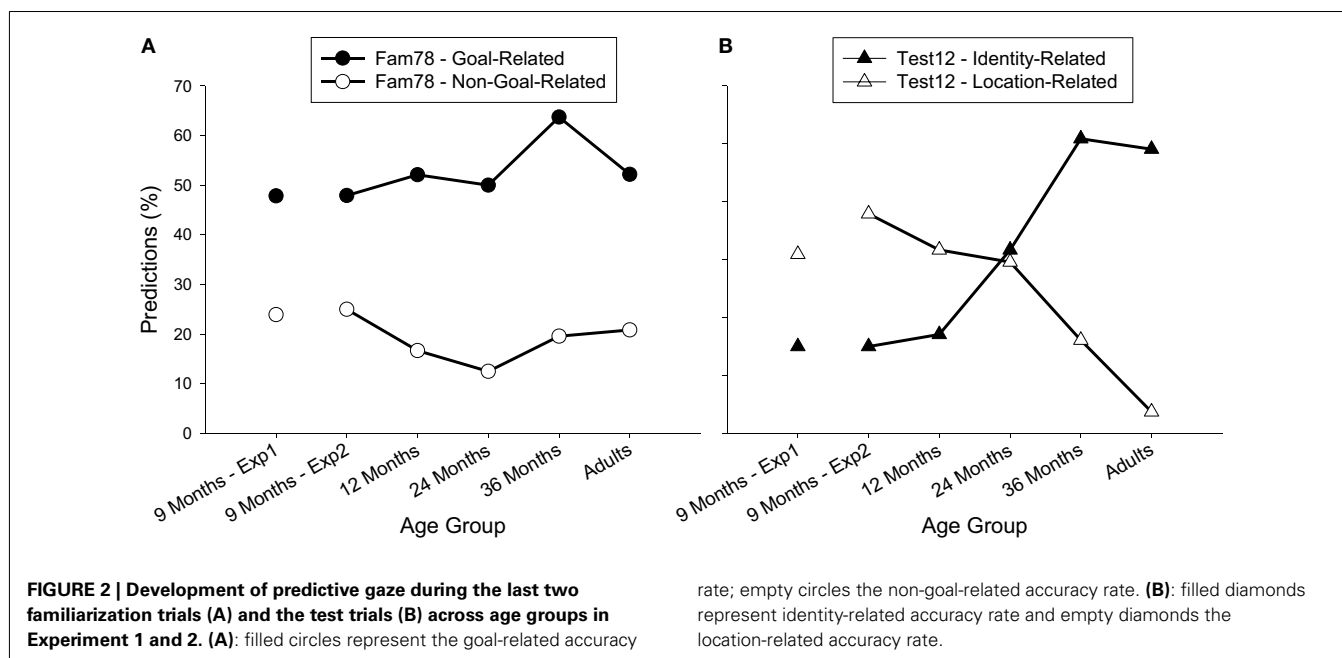 A
Fam78 - Goal-Related
Fam78 - Non-Goal-Related
70
60
50
40
30
20
10
0
Predictions (%)
9 Months - Exp1
9 Months - Exp2
12 Months
24 Months
36 Months
Adults
Age Group
B
Test12 - Identity-Related
Test12 - Location-Related
9 Months - Exp1
9 Months - Exp2
12 Months
24 Months
36 Months
Adults
Age Group
FIGURE 2 | Development of predictive gaze during the last two
familiarization trials (A) and the test trials (B) across age groups in
Experiment 1 and 2. (A): filled circles represent the goal-related accuracy
rate; empty circles the non-goal-related accuracy rate. (B): filled diamonds
represent identity-related accuracy rate and empty diamonds the
location-related accuracy rate.